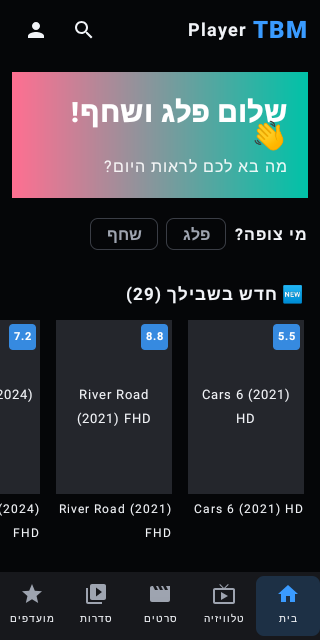 TBM Player
שלום פלג ושחף!
👋
מה בא לכם לראות היום?
מי צופה?
פלג
שחף
🆕 חדש בשבילך (29)
5.5
8.8
7.2
Cars 6 (2021)
HD
River Road
(2021) FHD
2024)
Cars 6 (2021) HD
River Road (2021)
FHD
(2024)
FHD
בית
טלוויזיה
סרטים
סדרות
מועדפים